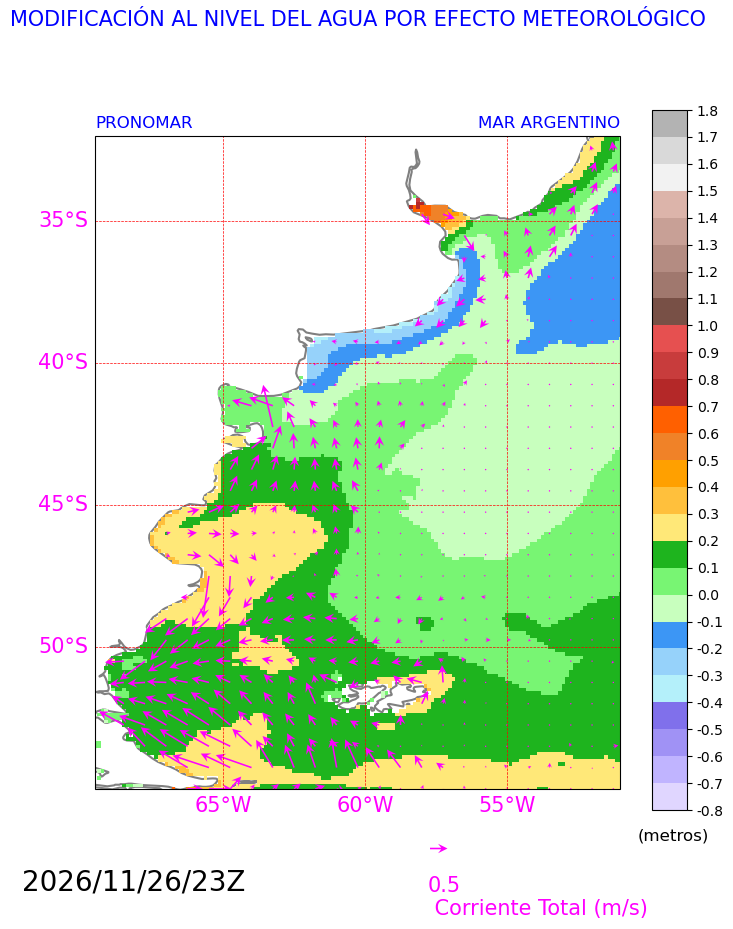 MODIFICACIÓN AL NIVEL DEL AGUA POR EFECTO METEOROLÓGICO
PRONOMAR MAR ARGENTINO
35°S
40°S
45°S
50°S
65°W 60°W 55°W
1.8
1.7
1.6
1.5
1.4
1.3
1.2
1.1
1.0
0.9
0.8
0.7
0.6
0.5
0.4
0.3
0.2
0.1
0.0
-0.1
-0.2
-0.3
-0.4
-0.5
-0.6
-0.7
-0.8
(metros)
2026/11/26/23Z
0.5
Corriente Total (m/s)